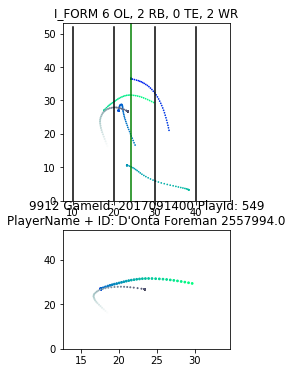 I_FORM 6 OL, 2 RB, 0 TE, 2 WR
50
40
30
20
10
0
10 20 30 40
9912 GameId: 2017091400 PlayId: 549
PlayerName + ID: D'Onta Foreman 2557994.0
40
20
0
15 20 25 30